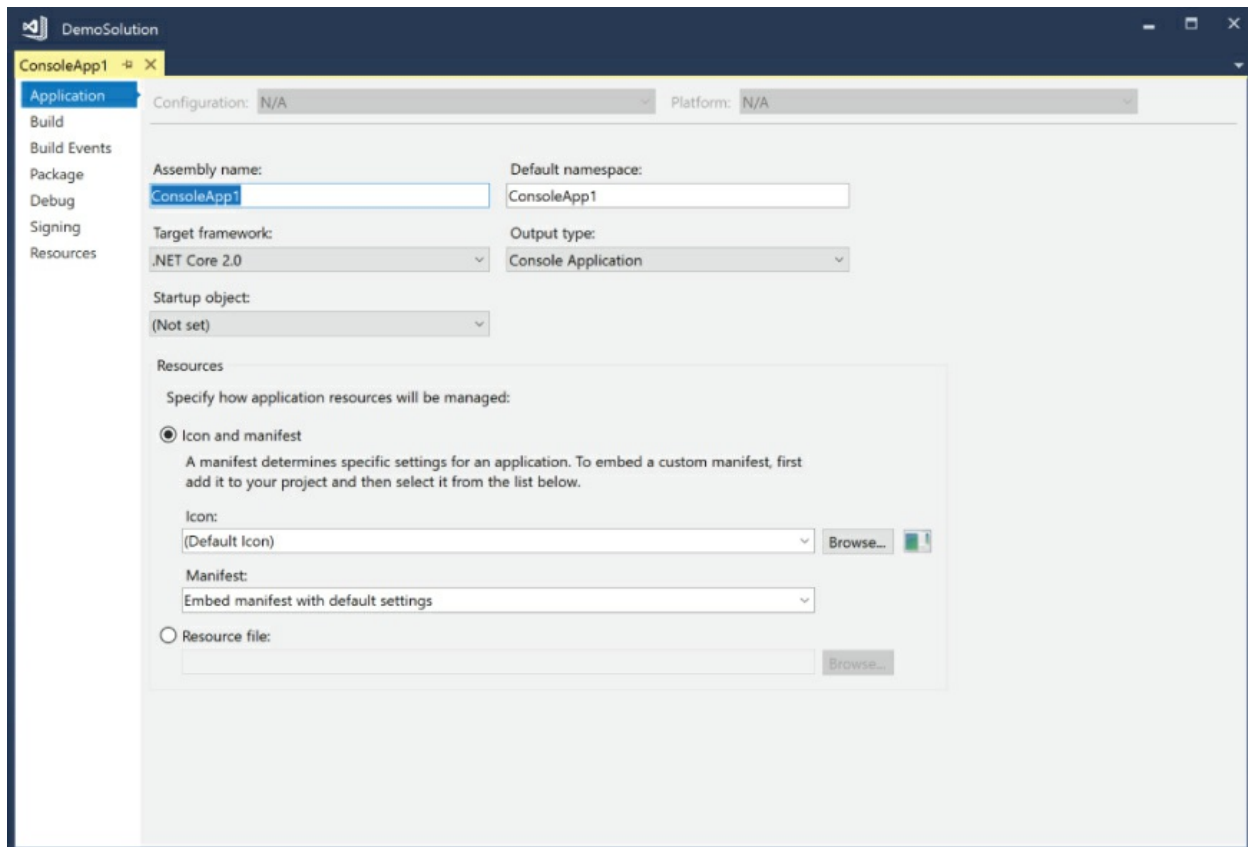 DemoSolution
ConsoleApp1
Application
Build
Build Events
Package
Debug
Signing
Resources
Configuration: N/A Platform: N/A
Assembly name: Default namespace:
ConsoleApp1 ConsoleApp1
Target framework: Output type:
.NET Core 2.0 Console Application
Startup object:
(Not set)
Resources
Specify how application resources will be managed:
Icon and manifest
A manifest determines specific settings for an application. To embed a custom manifest, first
add it to your project and then select it from the list below.
Icon:
(Default Icon) Browse...
Manifest:
Embed manifest with default settings
Resource file:
Browse...